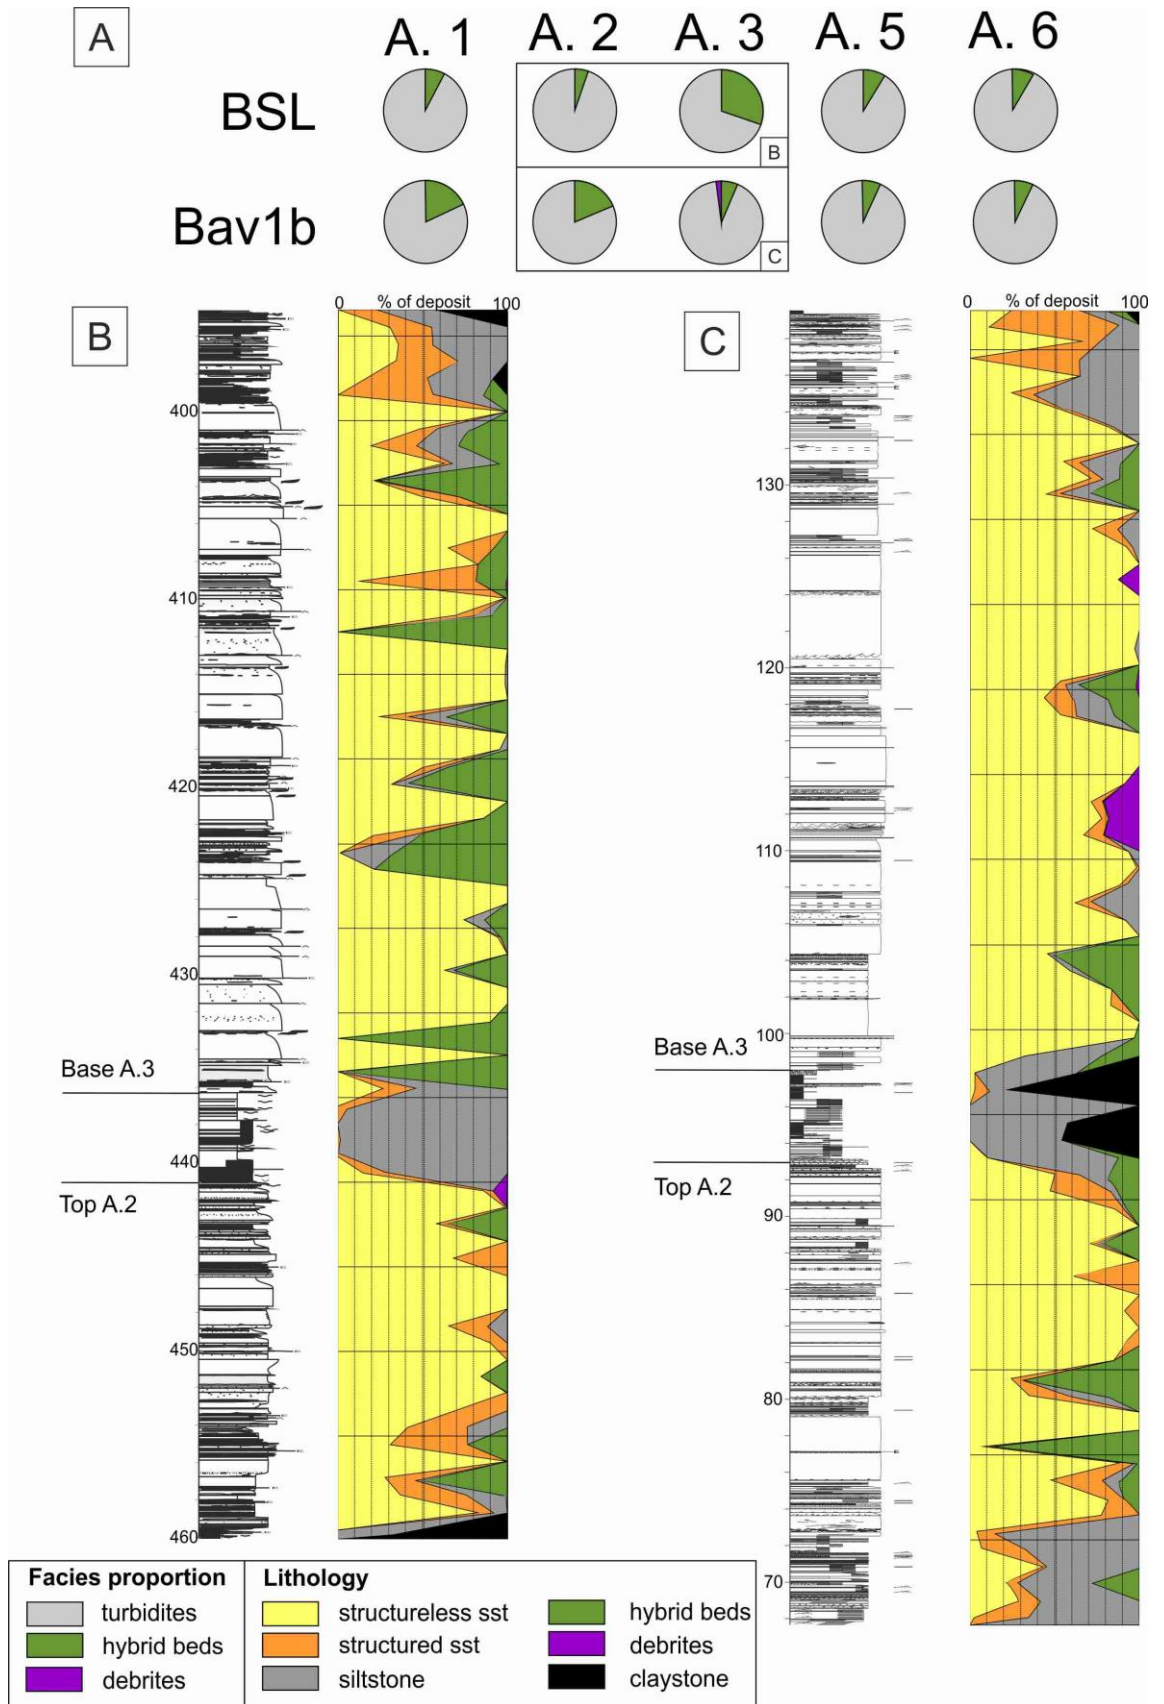 A
A. 1 A. 2 A. 3 A. 5 A. 6
BSL
B
Bav1b
C
B
0 % of deposit 100
400
410
420
430
Base A.3
440
Top A.2
450
460
C
0 % of deposit 100
130
120
110
100
Base A.3
Top A.2
90
80
70
Facies proportion
turbidites
hybrid beds
debrites
Lithology
structureless sst
structured sst
siltstone
hybrid beds
debrites
claystone